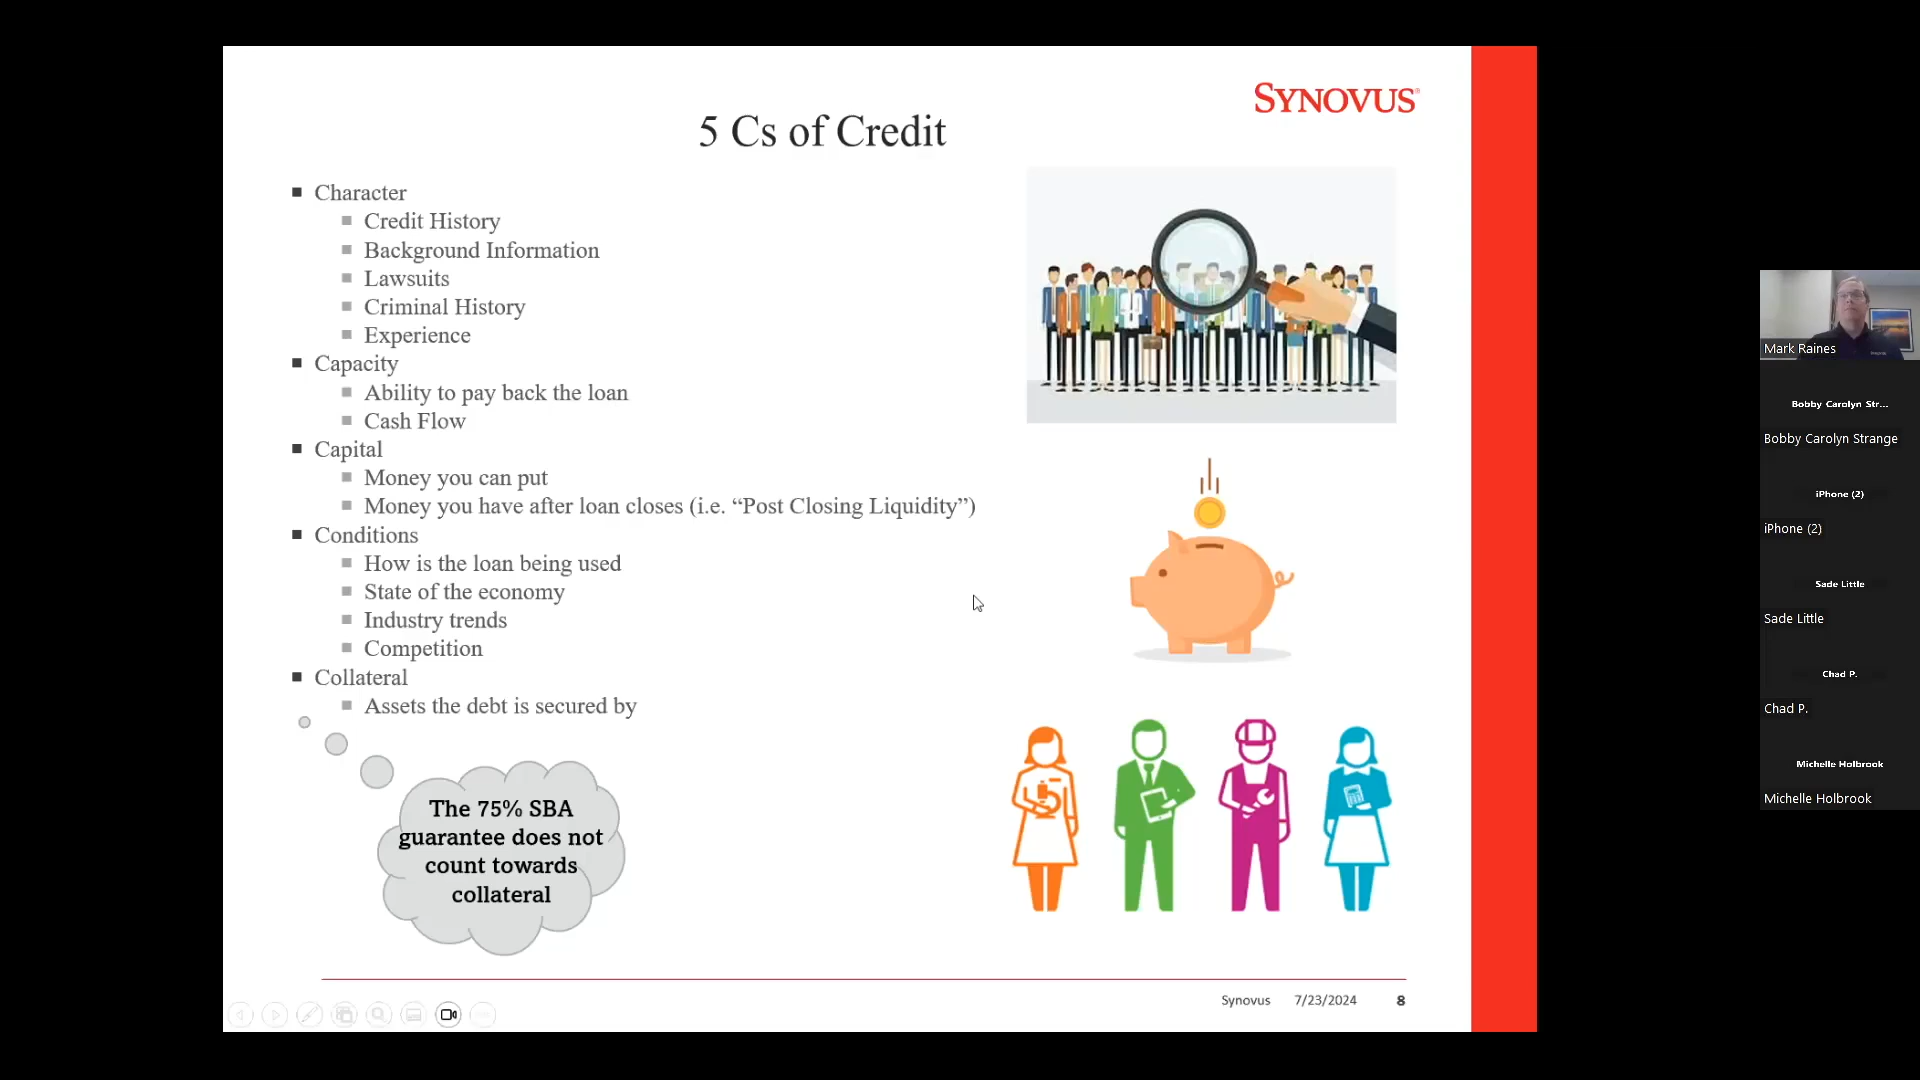 SYNOVUS
5 Cs of Credit
Character
Credit History
Background Information
Lawsuits
Criminal History
Experience
Capacity
Ability to pay back the loan
Cash Flow
Capital
Money you can put
Money you have after loan closes (i.e. “Post Closing Liquidity”)
Conditions
How is the loan being used
State of the economy
Industry trends
Competition
Collateral
Assets the debt is secured by
The 75% SBA
guarantee does not
count towards
collateral
Synovus 7/23/2024 8
Mark Raines
Bobby Carolyn Str...
Bobby Carolyn Strange
iPhone (2)
iPhone (2)
Sade Little
Sade Little
Chad P.
Chad P.
Michelle Holbrook
Michelle Holbrook